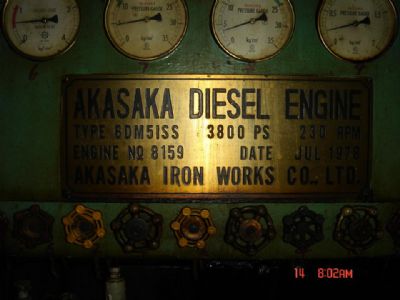 AKASAKA DIESEL ENGINE
TYPE 6DM51SS 3800 PS 230 RPM
ENGINE Nº 8159 DATE JUL-1978
AKASAKA IRON WORKS CO., LTD.
14 8:02AM